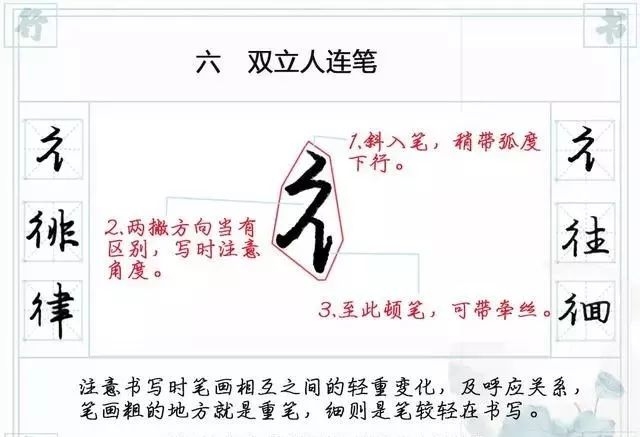 行 书
六 双立人连笔
1.斜入笔，稍带弧度
下行。
2.两撇方向当有
区别，写时注意
角度。
3.至此顿笔，可带牵丝。
彳
徘
律
彳
彳
往
徊
注意书写时笔画相互之间的轻重变化，及呼应关系，
笔画粗的地方就是重笔，细则是笔较轻在书写。